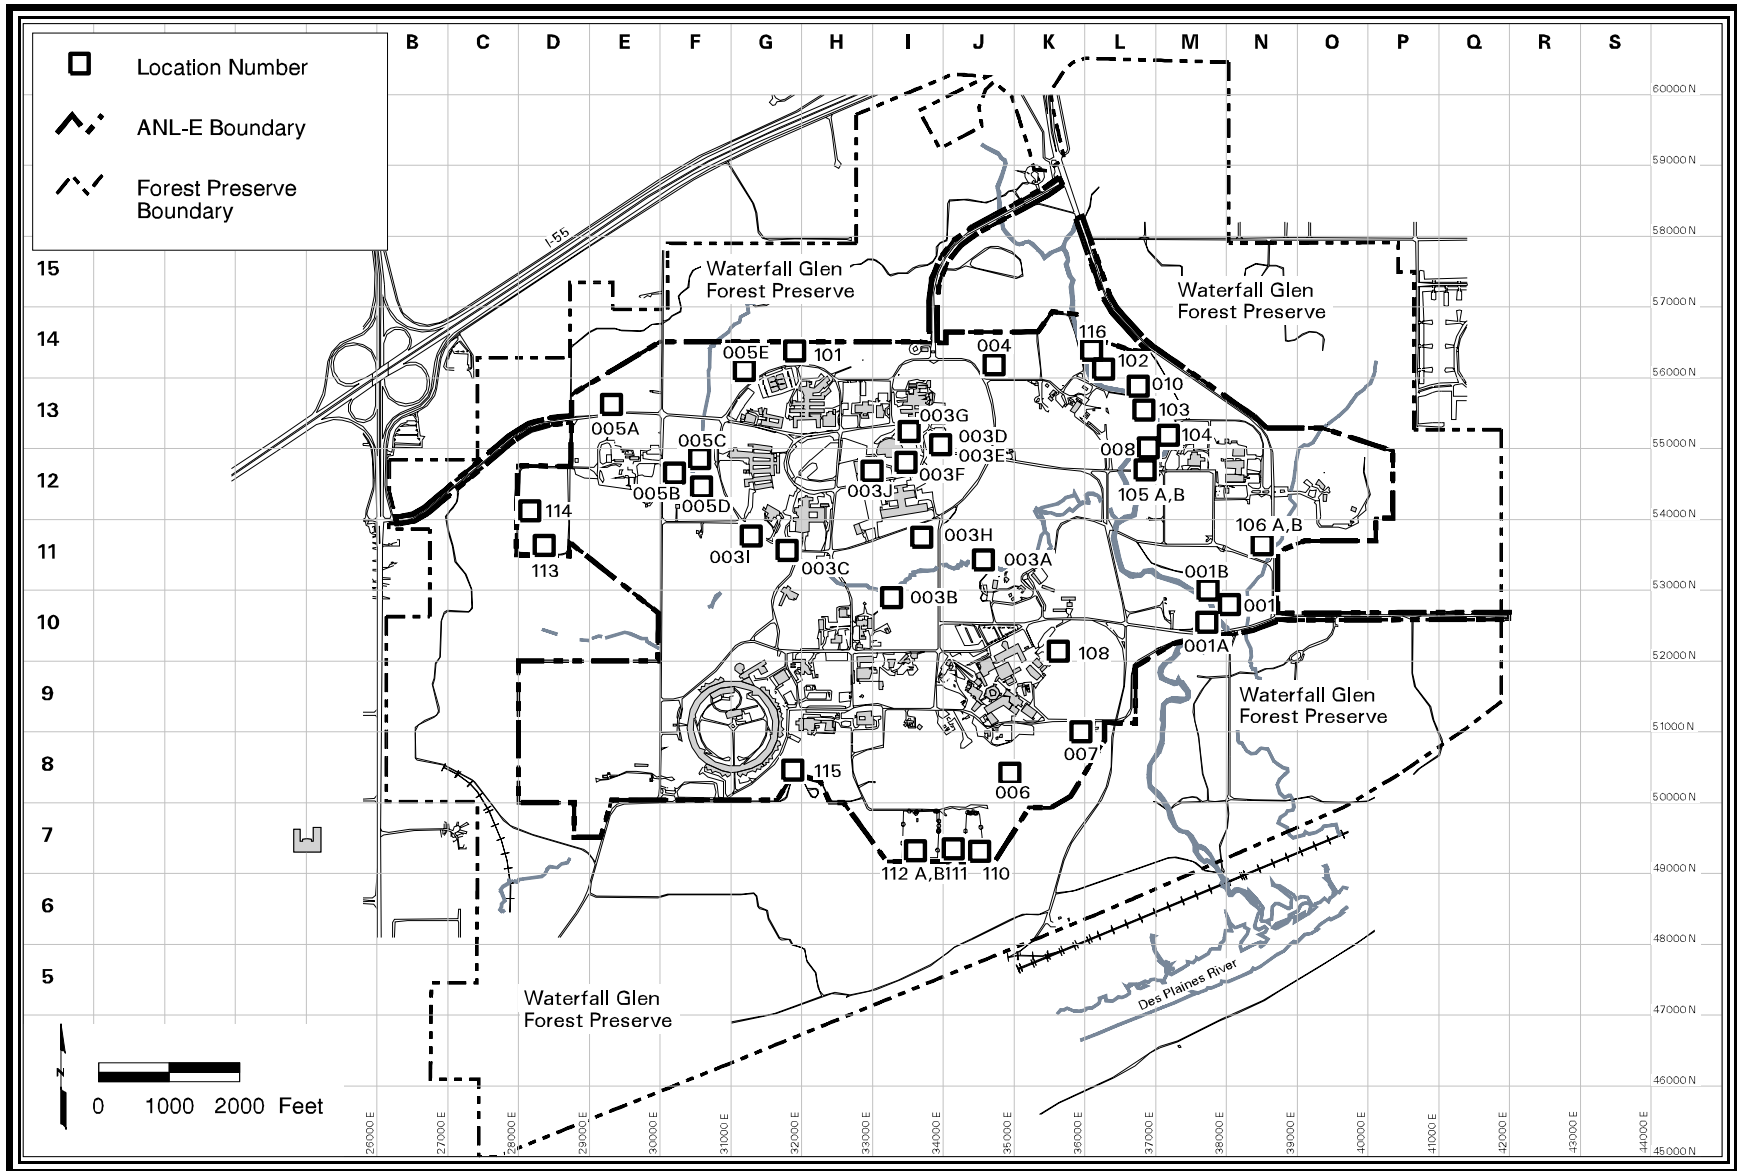 B C D E F G H I J K L M N O P Q R S
Location Number
ANL-E Boundary
Forest Preserve
Boundary
60000 N
59000 N
58000 N
57000 N
56000 N
55000 N
54000 N
53000 N
52000 N
51000 N
50000 N
49000 N
48000 N
47000 N
46000 N
45000 N
15
14
13
12
11
10
9
8
7
6
5
I-55
Waterfall Glen
Forest Preserve
Waterfall Glen
Forest Preserve
116
005E
101
004
102
010
103
003G
005A
005C
003D
104
008
003E
003F
005B
003J
105 A,B
005D
114
106 A,B
003H
003I
003A
003C
113
001B
003B
001
001A
108
Waterfall Glen
Forest Preserve
007
115
006
112 A,B
111
110
Des Plaines River
Waterfall Glen
Forest Preserve
N
0 1000 2000 Feet
26000 E
27000 E
28000 E
29000 E
30000 E
31000 E
32000 E
33000 E
34000 E
35000 E
36000 E
37000 E
38000 E
39000 E
40000 E
41000 E
42000 E
43000 E
44000 E